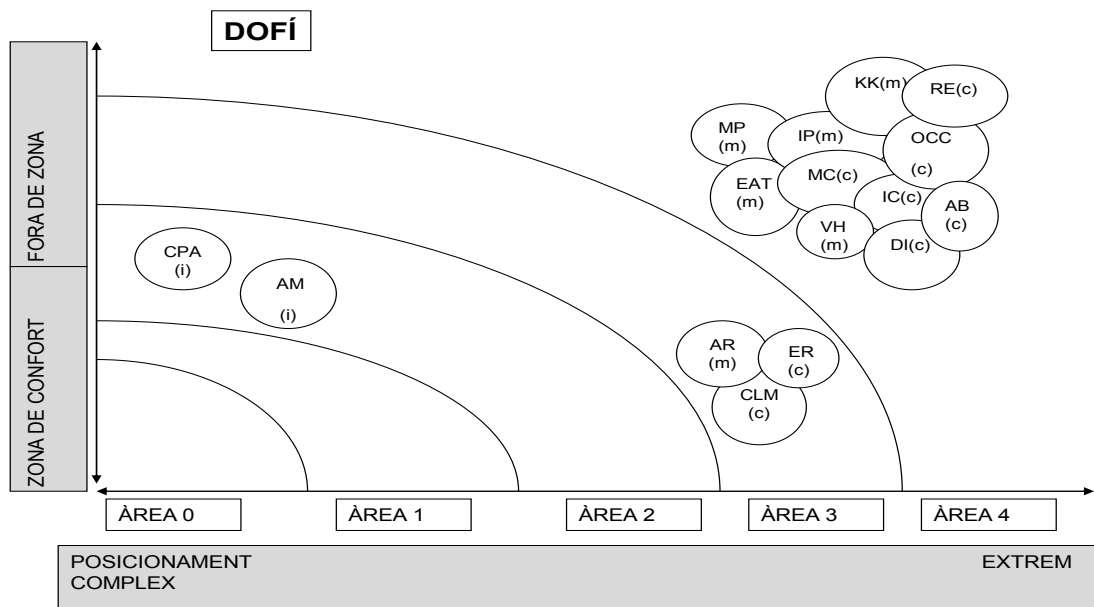 DOFÍ
FORA DE ZONA
ZONA DE CONFORT
KK(m)
RE(c)
MP
(m)
IP(m)
OCC
(c)
EAT
(m)
MC(c)
IC(c)
AB
(c)
VH
(m)
DI(c)
CPA
(i)
AM
(i)
AR
(m)
ER
(c)
CLM
(c)
ÀREA 0
ÀREA 1
ÀREA 2
ÀREA 3
ÀREA 4
POSICIONAMENT
COMPLEX
EXTREM